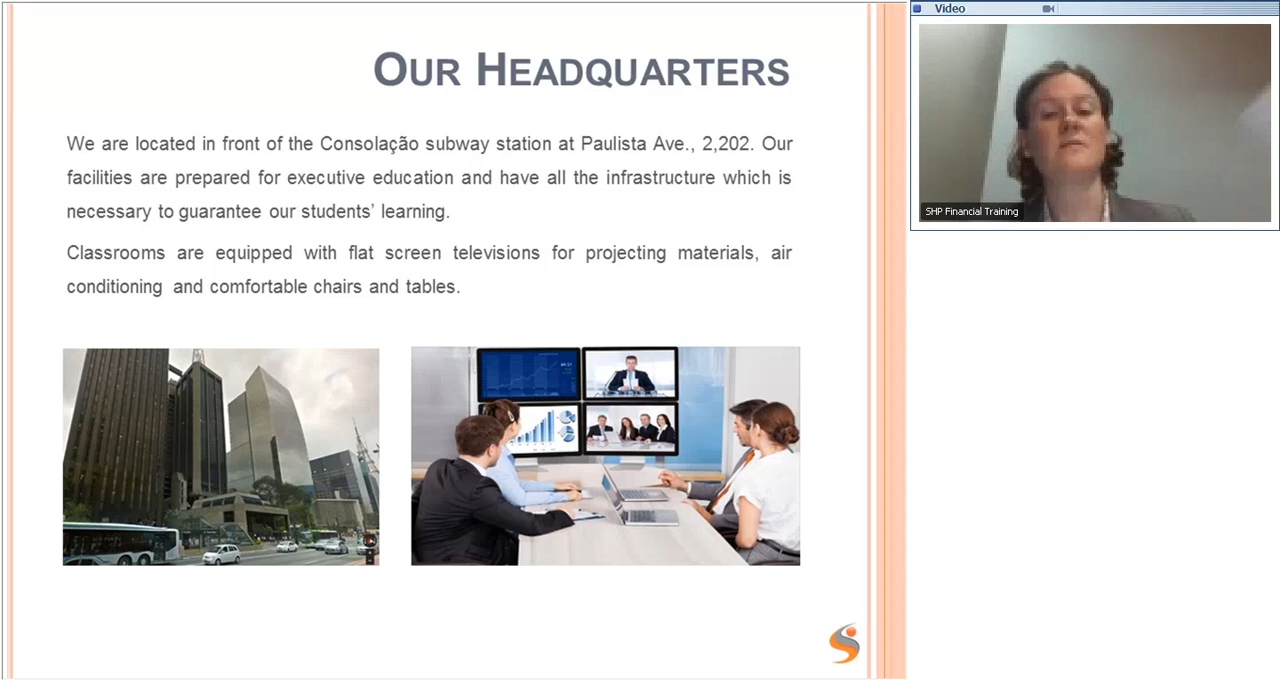 OUR HEADQUARTERS
We are located in front of the Consolação subway station at Paulista Ave., 2,202. Our
facilities are prepared for executive education and have all the infrastructure which is
necessary to guarantee our students’ learning.
Classrooms are equipped with flat screen televisions for projecting materials, air
conditioning and comfortable chairs and tables.
Video
SHP Financial Training